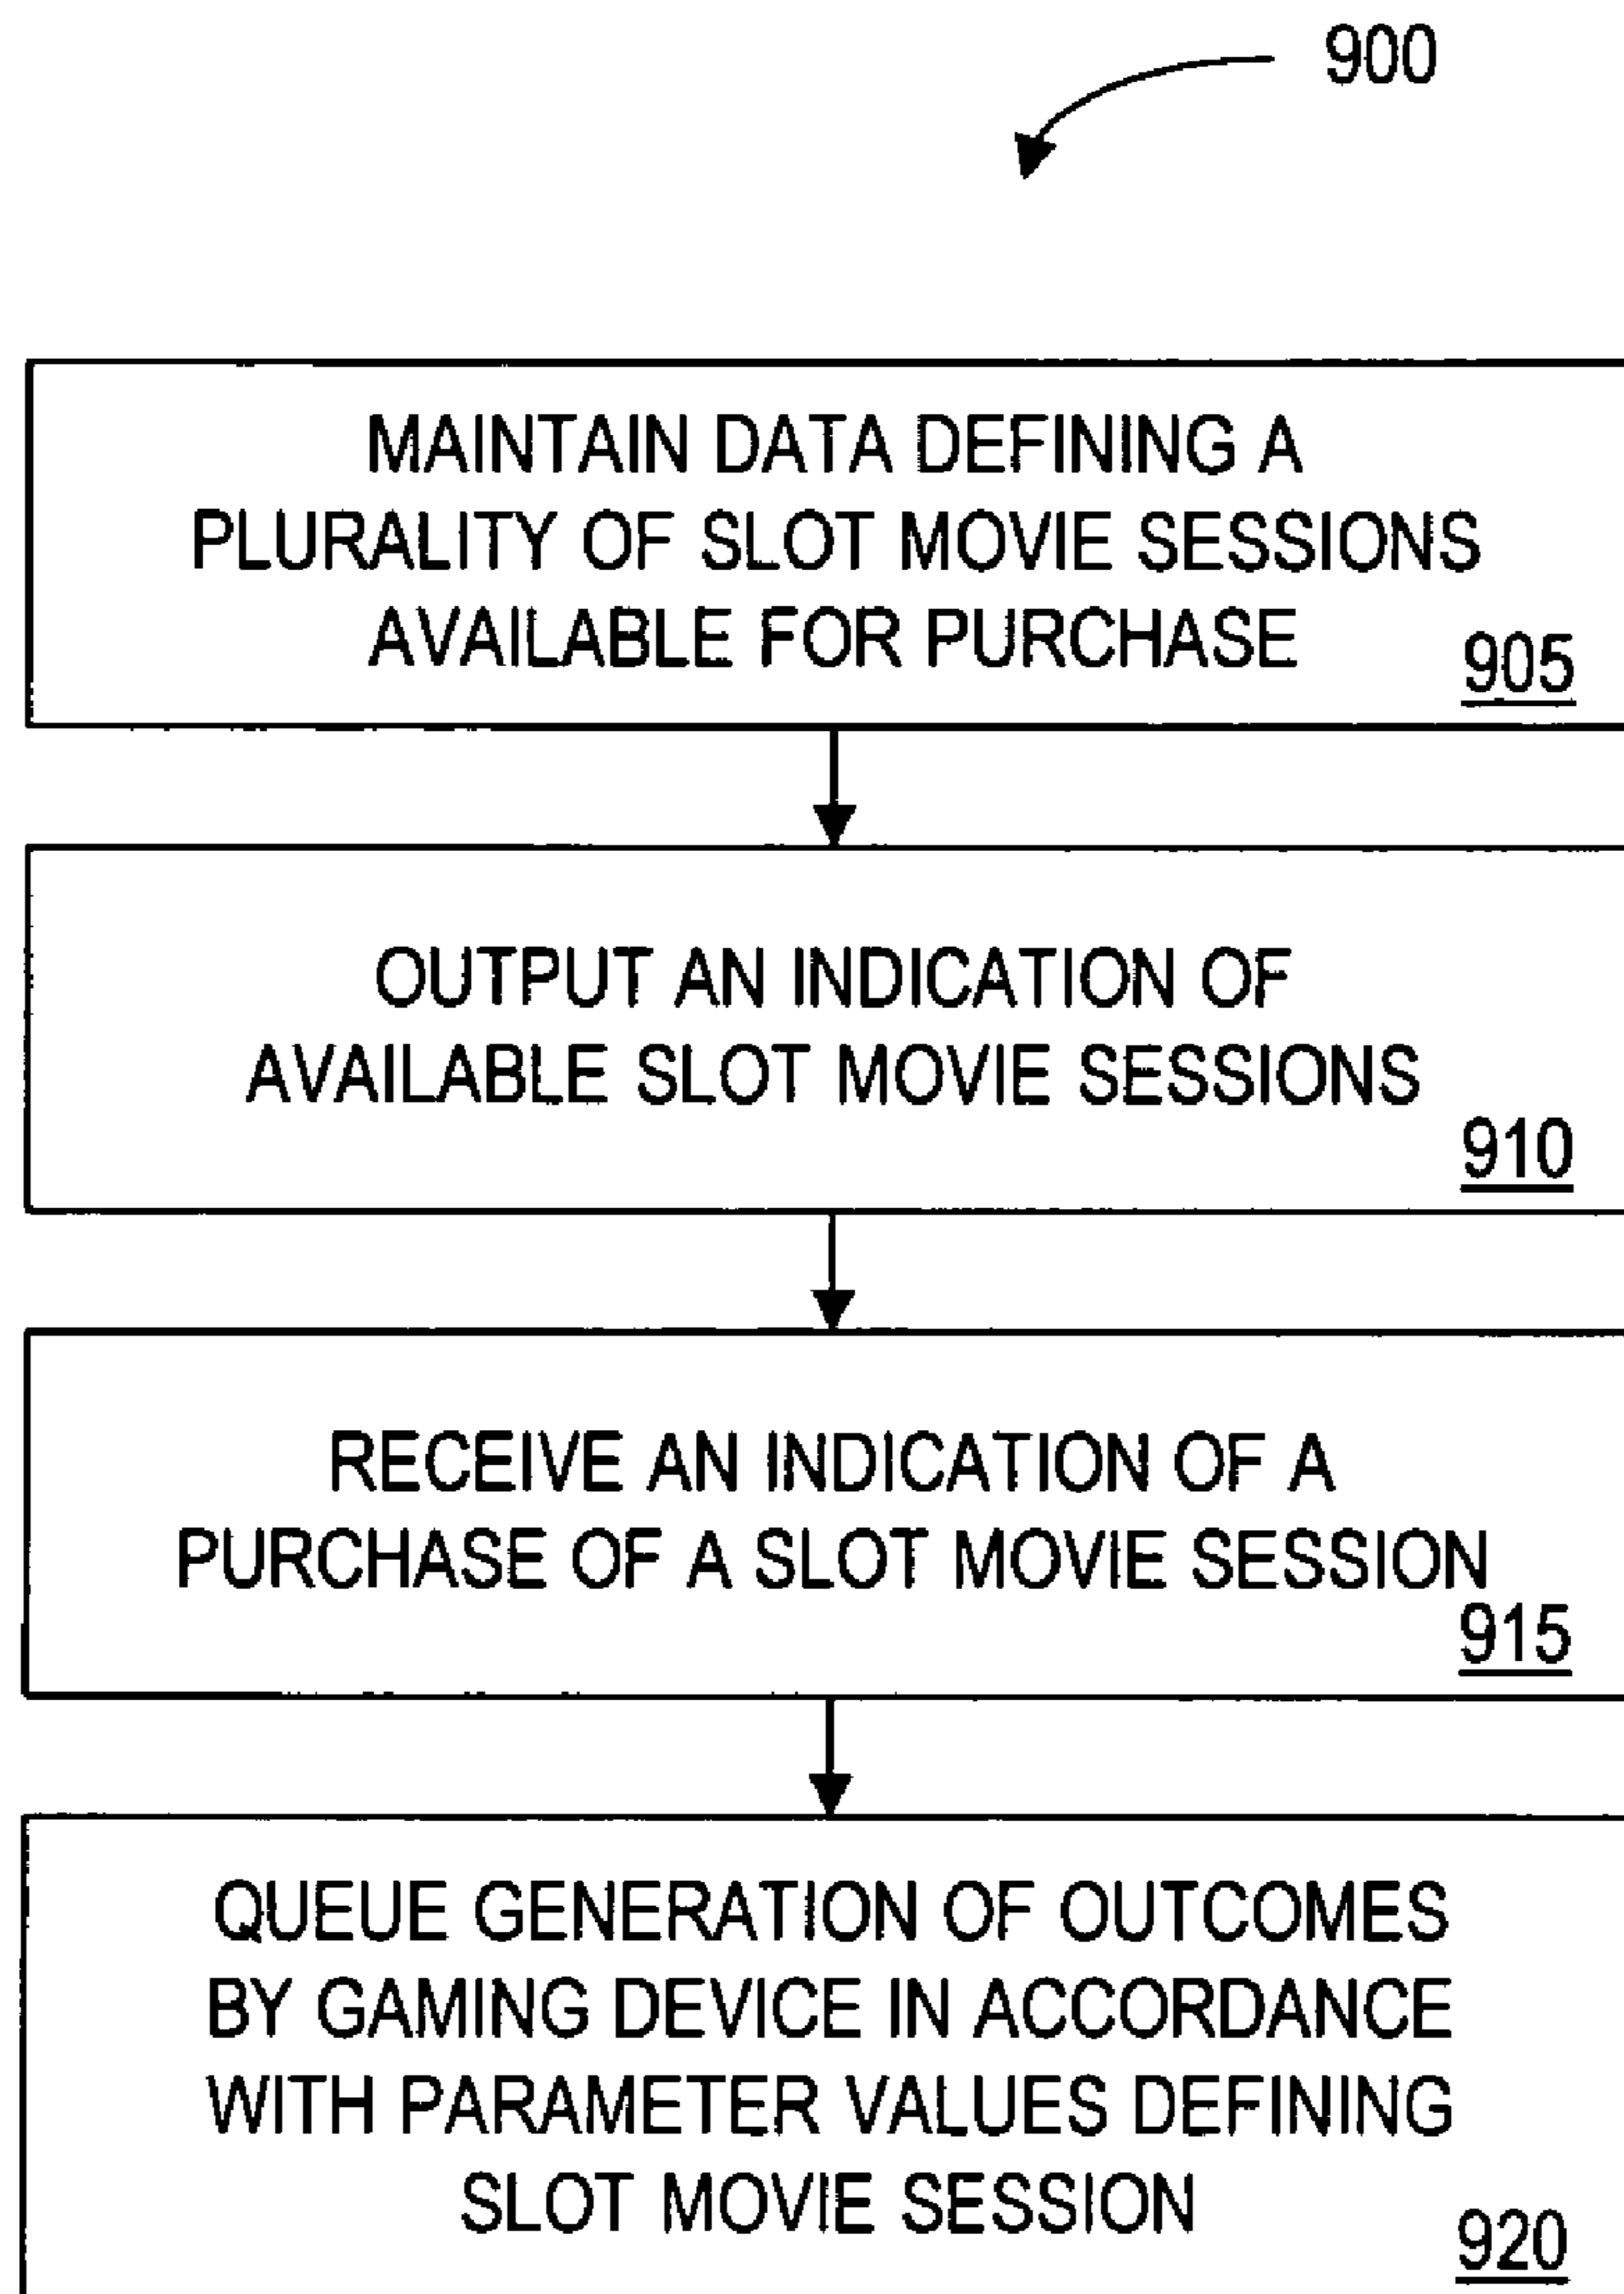 900
MAINTAIN DATA DEFINING A
PLURALITY OF SLOT MOVIE SESSIONS
AVAILABLE FOR PURCHASE
905
OUTPUT AN INDICATION OF
AVAILABLE SLOT MOVIE SESSIONS
910
RECEIVE AN INDICATION OF A
PURCHASE OF A SLOT MOVIE SESSION
915
QUEUE GENERATION OF OUTCOMES
BY GAMING DEVICE IN ACCORDANCE
WITH PARAMETER VALUES DEFINING
SLOT MOVIE SESSION
920